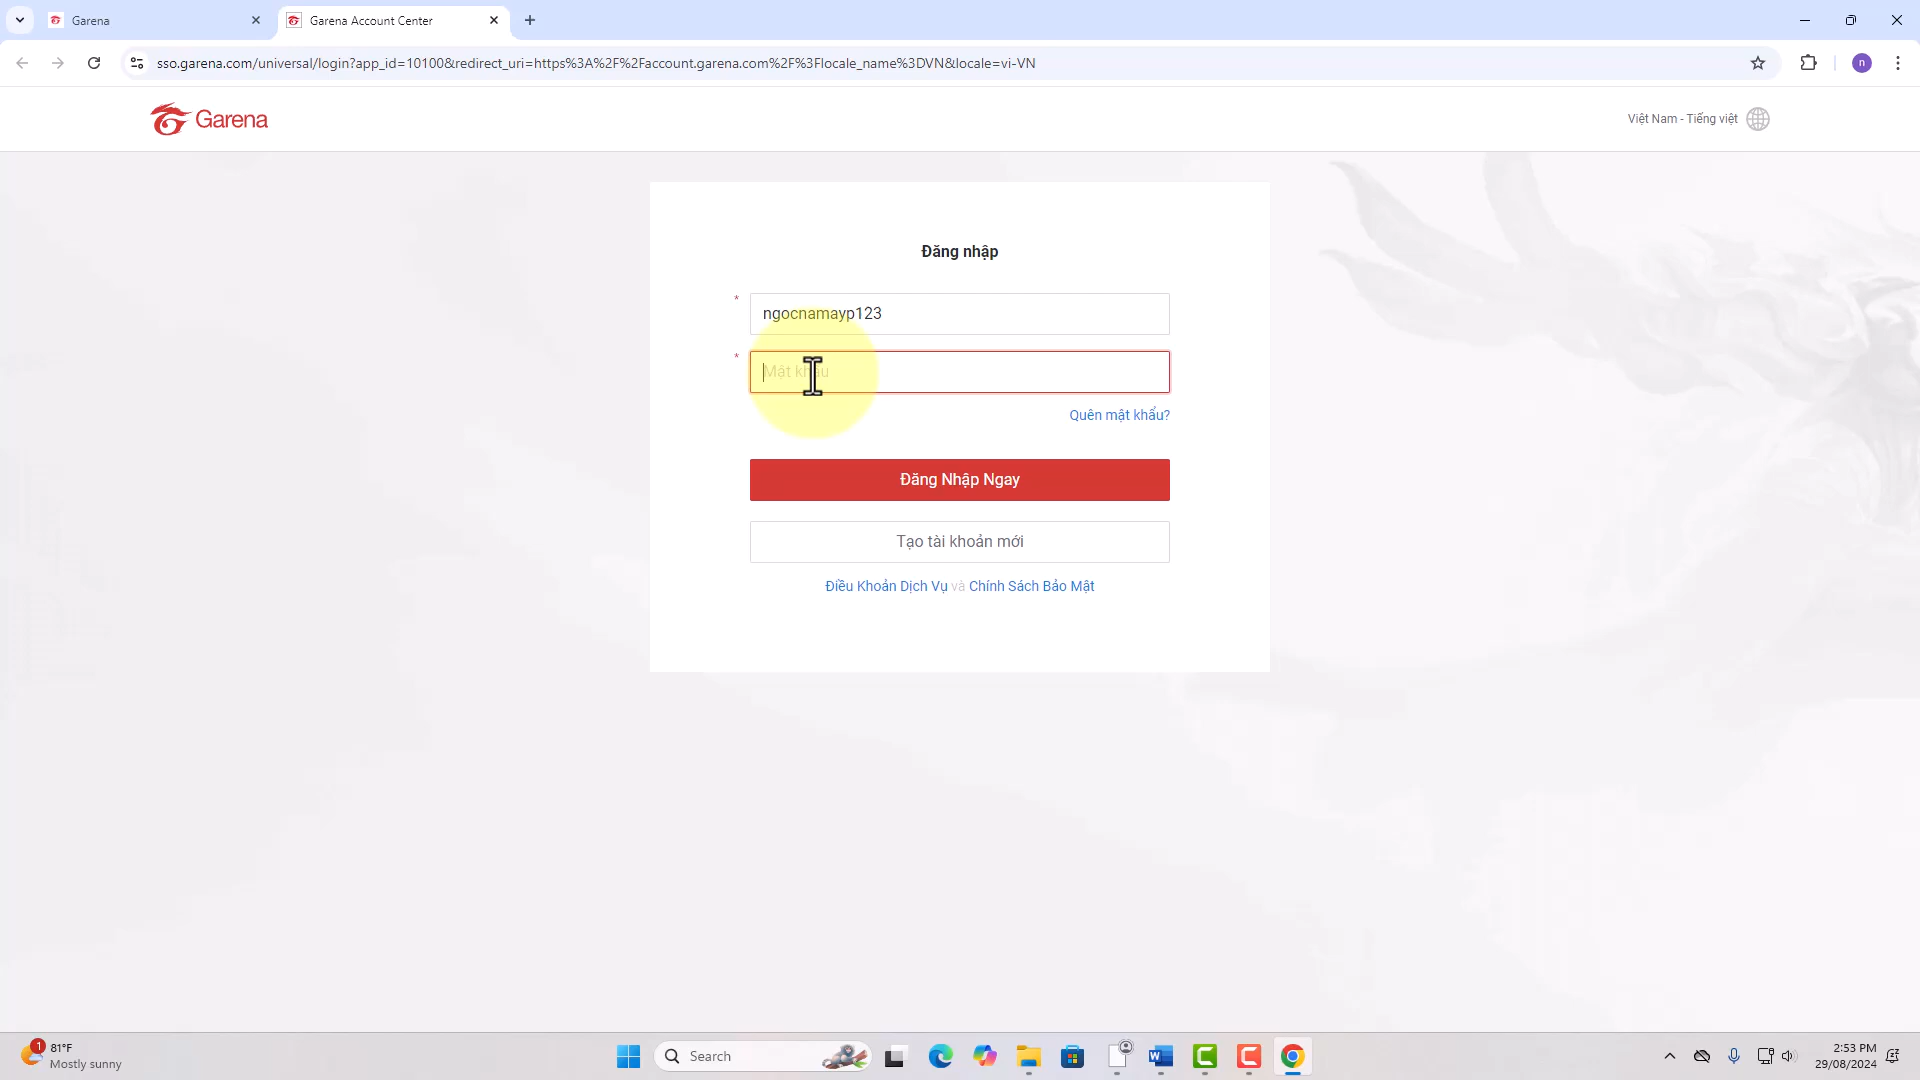 Garena
Garena Account Center
sso.garena.com/universal/login?app_id=10100&redirect_uri=https%3A%2F%2Faccount.garena.com%2F%3Flocale_name%3DVN&locale=vi-VN
n
Garena
Việt Nam - Tiếng việt
Đăng nhập
* ngocnamayp123
* Mật khẩu
Quên mật khẩu?
Đăng Nhập Ngay
Tạo tài khoản mới
Điều Khoản Dịch Vụ và Chính Sách Bảo Mật
1
81°F
Mostly sunny
Search
2:53 PM
29/08/2024